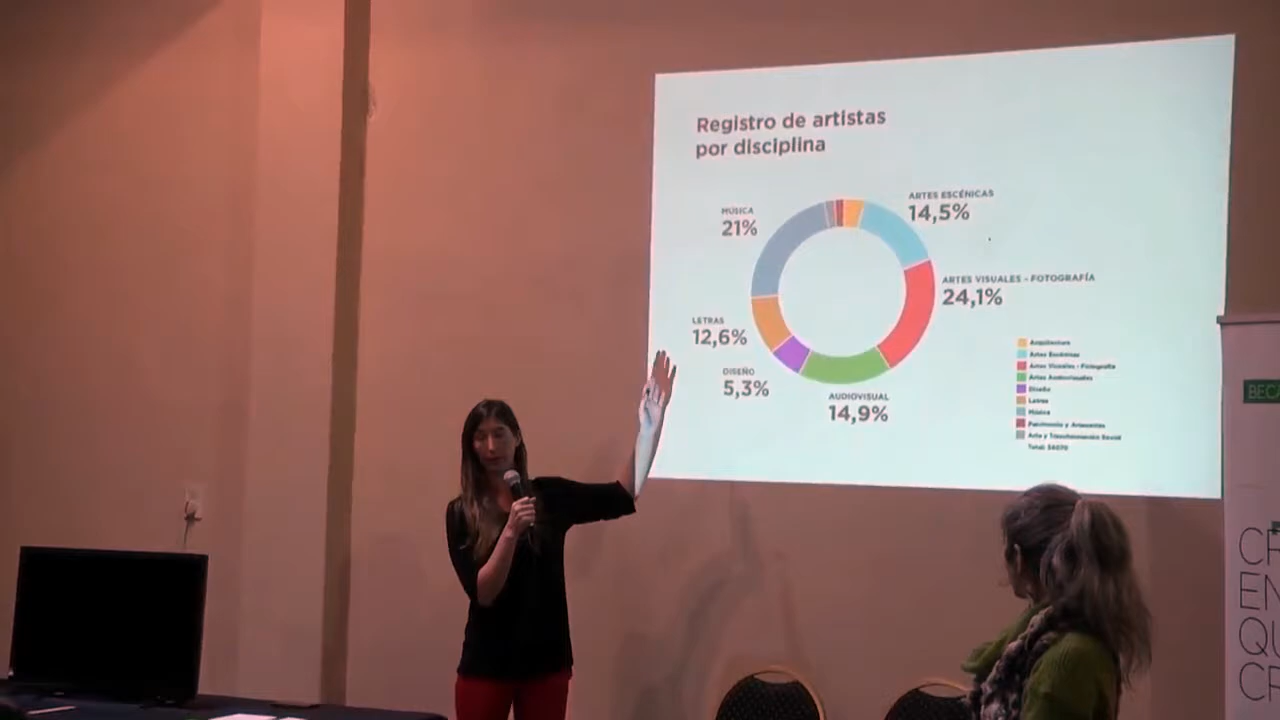 Registro de artistas
por disciplina
MÚSICA
21%
ARTES ESCÉNICAS
14,5%
ARTES VISUALES - FOTOGRAFÍA
24,1%
LETRAS
12,6%
DISEÑO
5,3%
AUDIOVISUAL
14,9%
Arquitectura
Artes Escénicas
Artes Visuales - Fotografía
Artes Audiovisuales
Diseño
Letras
Música
Patrimonio y Artesanías
Arte y Transformación Social
BECA
CR
EN
QU
CR